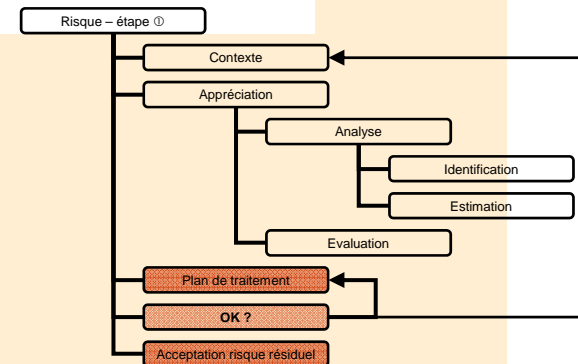 Risque – étape ①
Contexte
Appréciation
Analyse
Identification
Estimation
Evaluation
Plan de traitement
OK ?
Acceptation risque résiduel